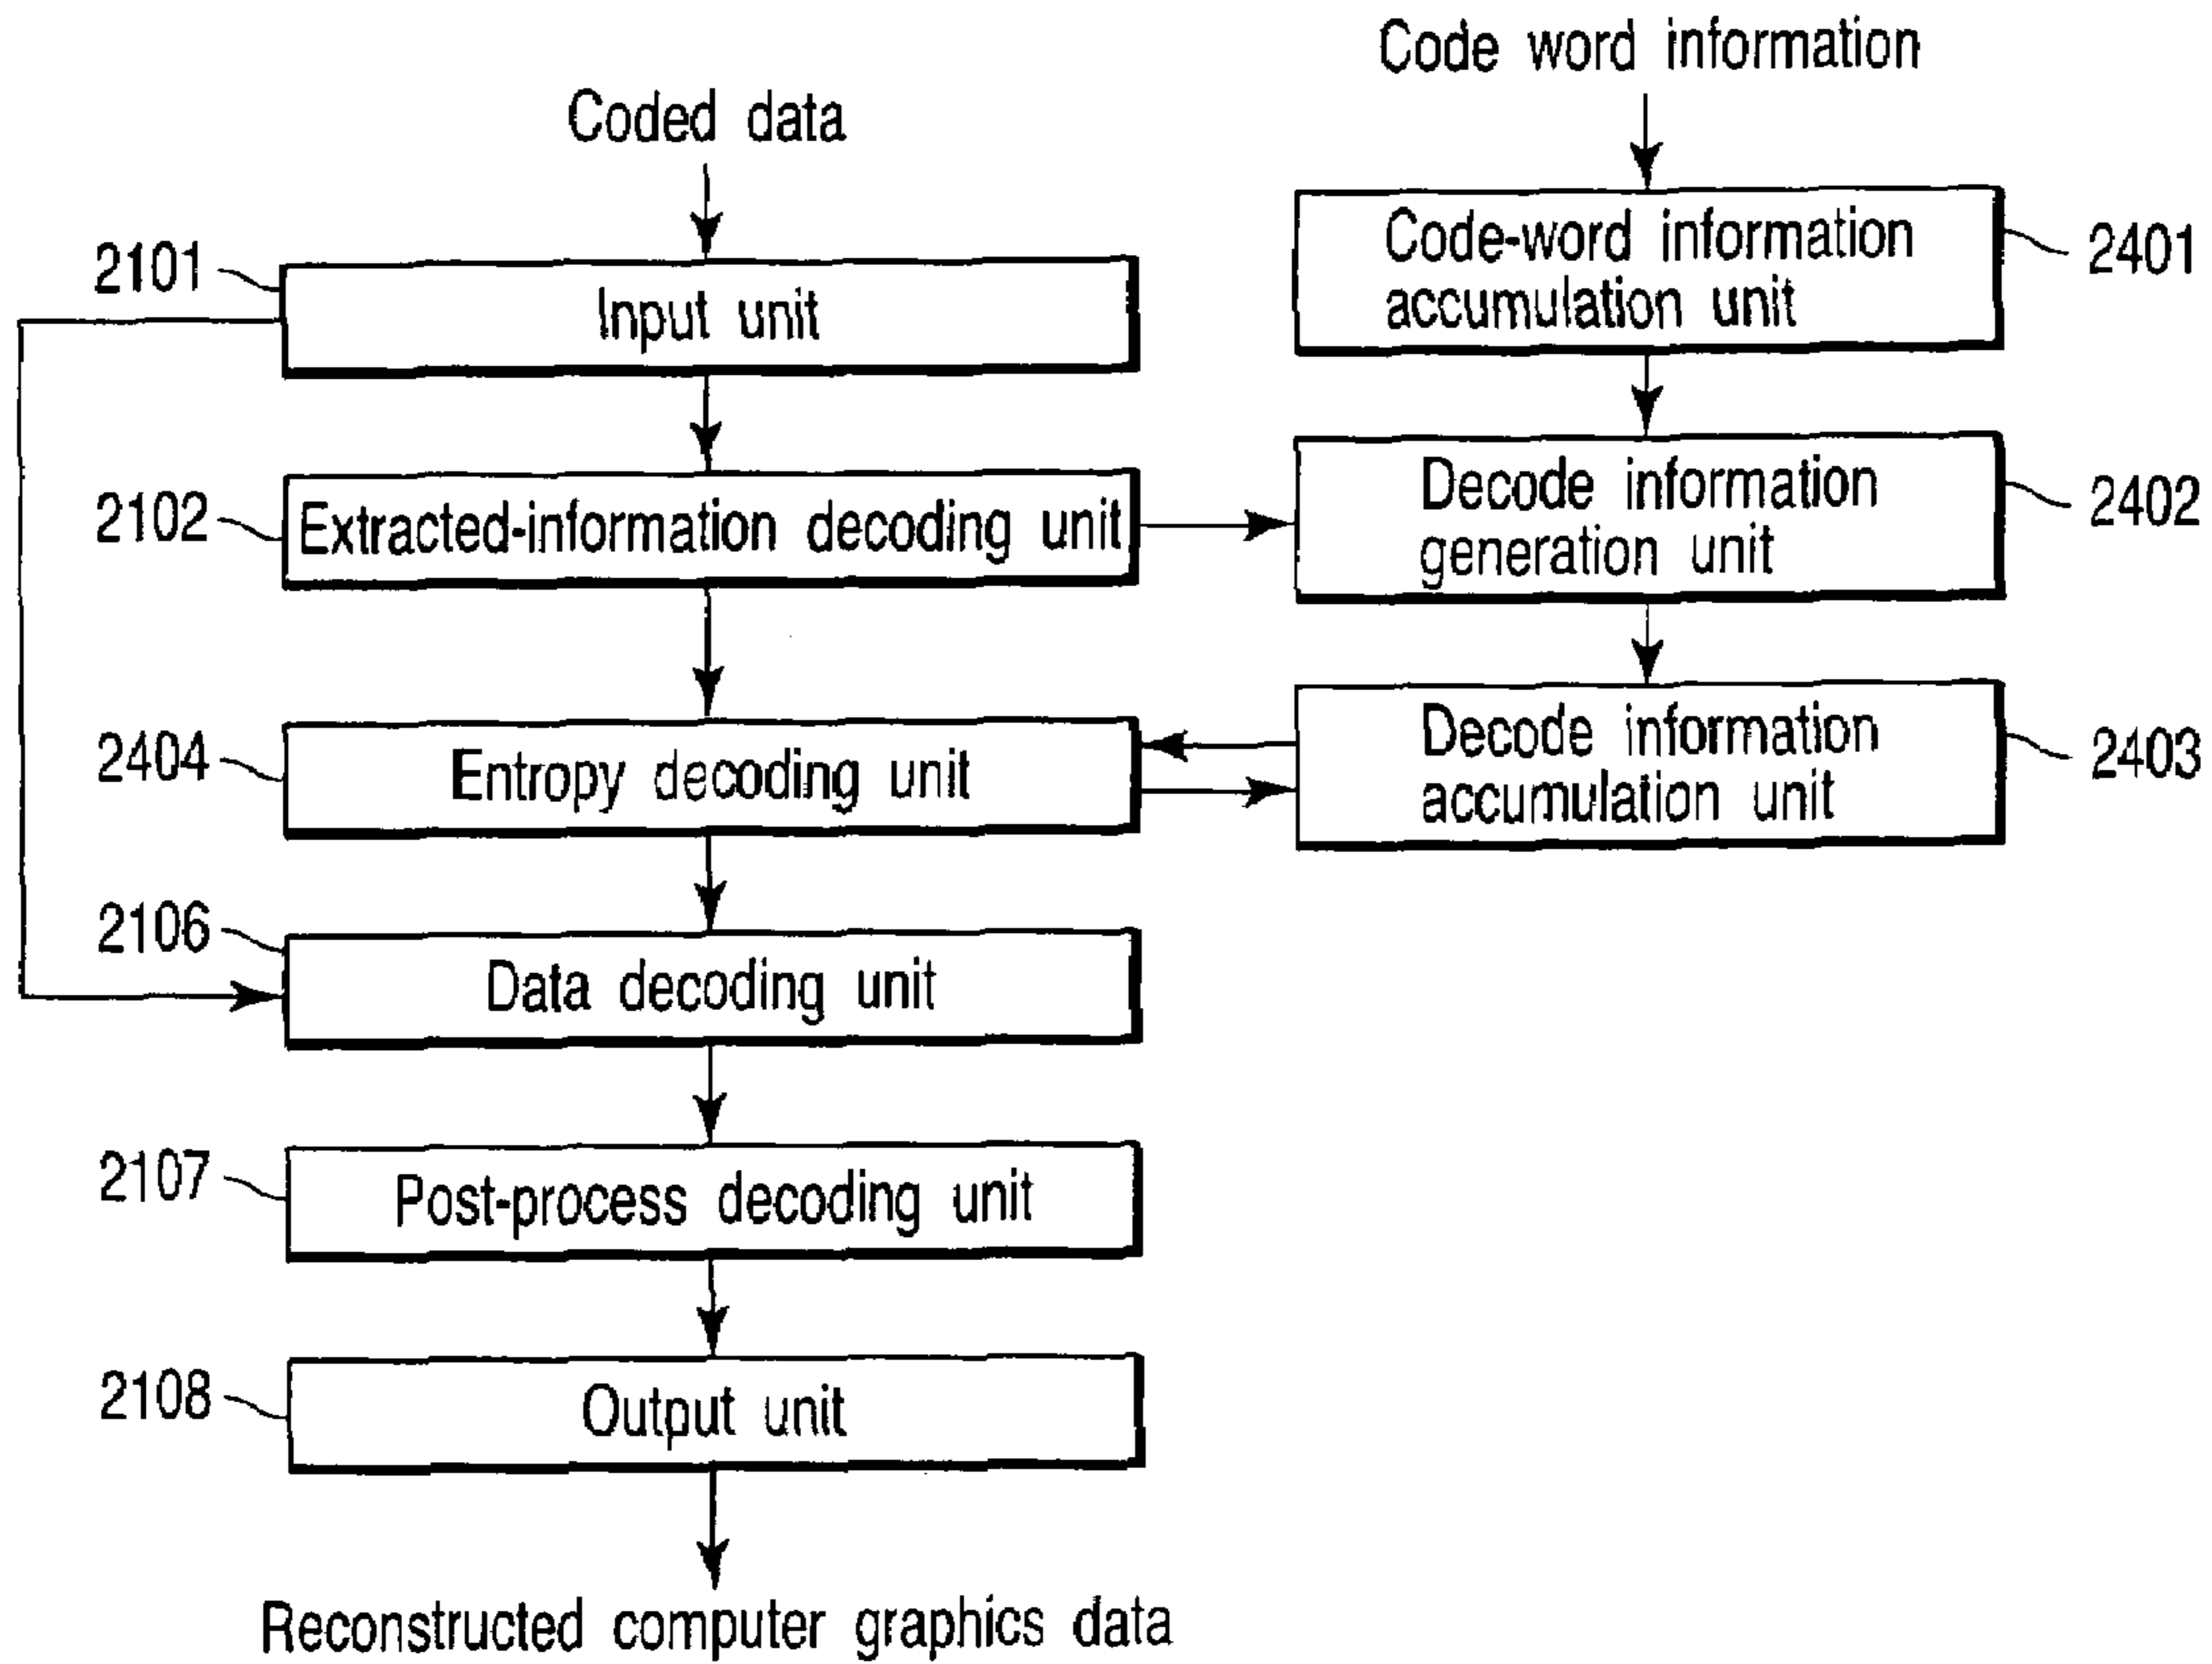 Code word information
Coded data
2101
Input unit
Code-word information
accumulation unit
2401
2102
Extracted-information decoding unit
Decode information
generation unit
2402
2404
Entropy decoding unit
Decode information
accumulation unit
2403
2106
Data decoding unit
2107
Post-process decoding unit
2108
Output unit
Reconstructed computer graphics data